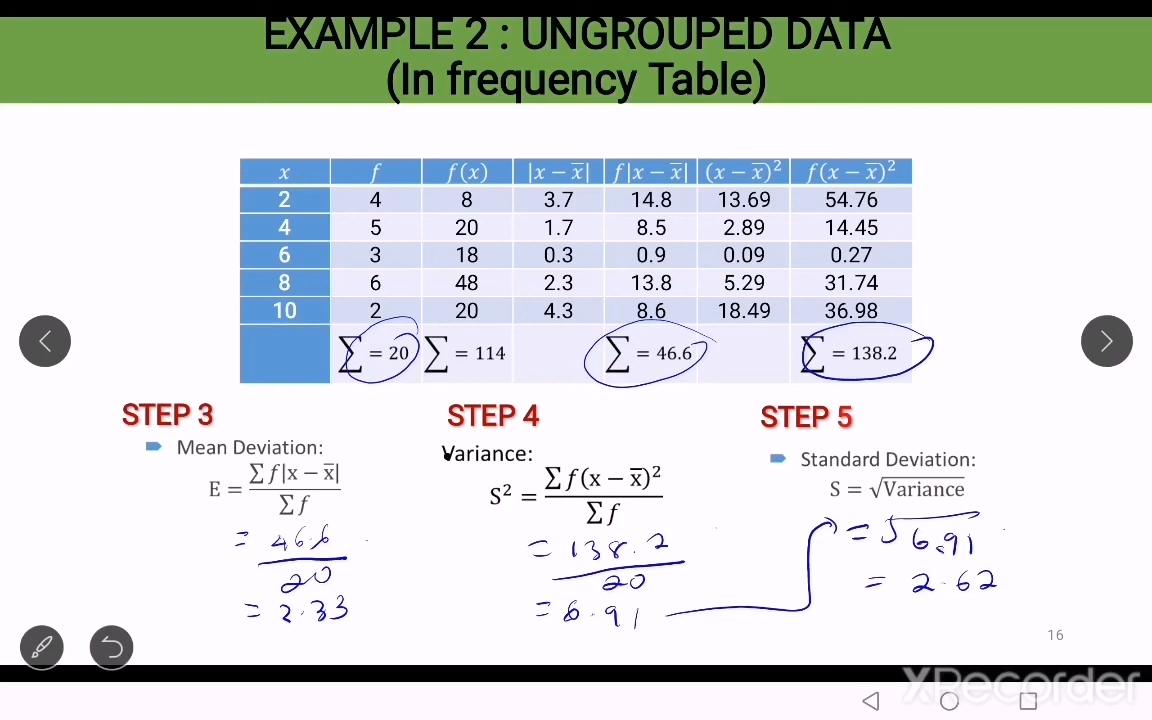 EXAMPLE 2 : UNGROUPED DATA
(In frequency Table)
x f f(x) |x − x̅| f|x − x̅| (x − x̅)² f(x − x̅)²
2 4 8 3.7 14.8 13.69 54.76
4 5 20 1.7 8.5 2.89 14.45
6 3 18 0.3 0.9 0.09 0.27
8 6 48 2.3 13.8 5.29 31.74
10 2 20 4.3 8.6 18.49 36.98
∑ = 20 ∑ = 114 ∑ = 46.6 ∑ = 138.2
STEP 3
Mean Deviation:
E = ∑ f|x − x̅| / ∑ f
= 46.6 / 20
= 2.33
STEP 4
Variance:
S² = ∑ f(x − x̅)² / ∑ f
= 138.2 / 20
= 6.91
STEP 5
Standard Deviation:
S = √Variance
= √6.91
= 2.62
16
XRecorder